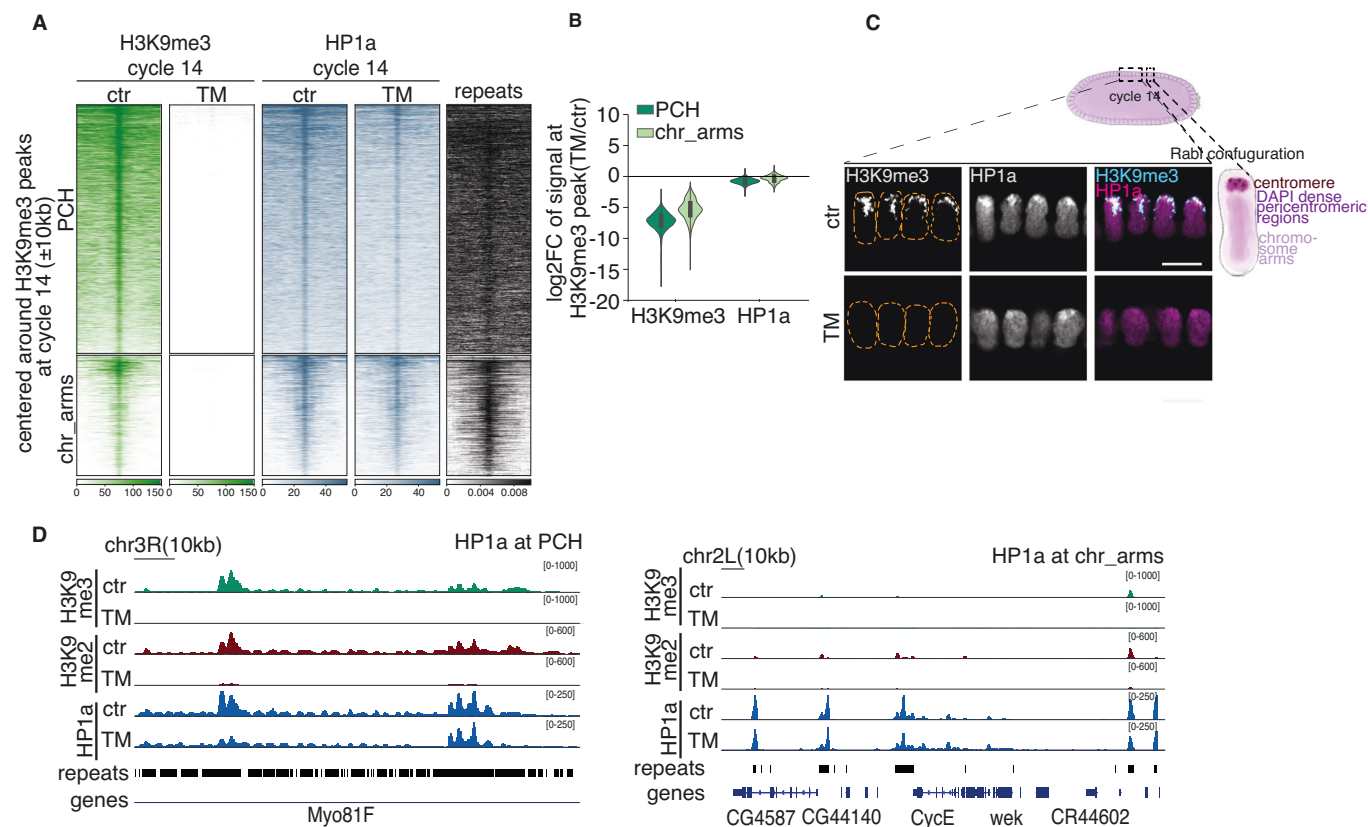 A
H3K9me3
cycle 14
HP1a
cycle 14
ctr
TM
ctr
TM
repeats
centered around H3K9me3 peaks
at cycle 14 (±10kb)
PCH
chr_arms
0 50 100 150
0 50 100 150
0 20 40
0 20 40
0 0.004 0.008
B
log2FC of signal at
H3K9me3 peak(TM/ctr)
10
5
0
-5
-10
-15
-20
PCH
chr_arms
H3K9me3 HP1a
C
cycle 14
Rabl confuguration
H3K9me3
HP1a
H3K9me3
HP1a
ctr
TM
centromere
DAPI dense
pericentromeric
regions
chromo-
some
arms
D
chr3R(10kb)
HP1a at PCH
H3K9
me3
ctr
[0-1000]
TM
[0-1000]
H3K9
me2
ctr
[0-600]
TM
[0-600]
HP1a
ctr
[0-250]
TM
[0-250]
repeats
genes
Myo81F
chr2L(10kb)
HP1a at chr_arms
H3K9
me3
ctr
[0-1000]
TM
[0-1000]
H3K9
me2
ctr
[0-600]
TM
[0-600]
HP1a
ctr
[0-250]
TM
[0-250]
repeats
genes
CG4587 CG44140 CycE wek CR44602